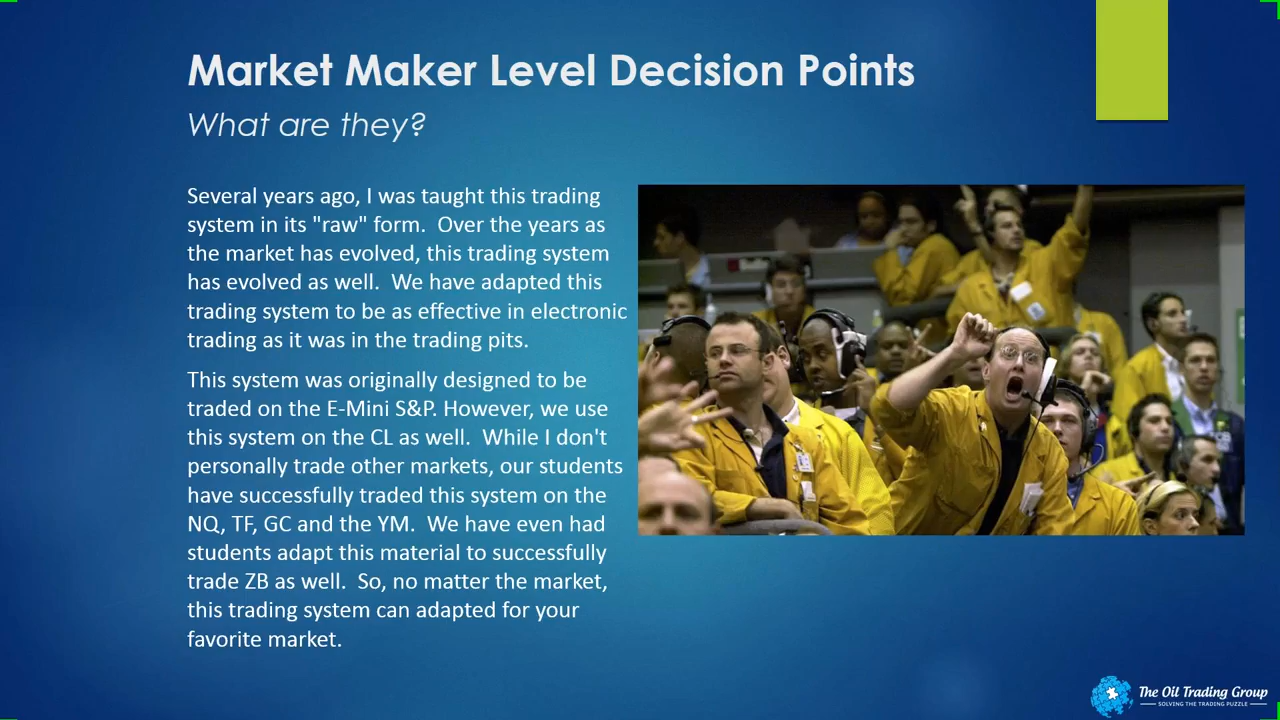 Market Maker Level Decision Points
What are they?
Several years ago, I was taught this trading
system in its "raw" form.  Over the years as
the market has evolved, this trading system
has evolved as well.  We have adapted this
trading system to be as effective in electronic
trading as it was in the trading pits.
This system was originally designed to be
traded on the E-Mini S&P. However, we use
this system on the CL as well.  While I don't
personally trade other markets, our students
have successfully traded this system on the
NQ, TF, GC and the YM.  We have even had
students adapt this material to successfully
trade ZB as well.  So, no matter the market,
this trading system can adapted for your
favorite market.
The Oil Trading Group
SOLVING THE TRADING PUZZLE